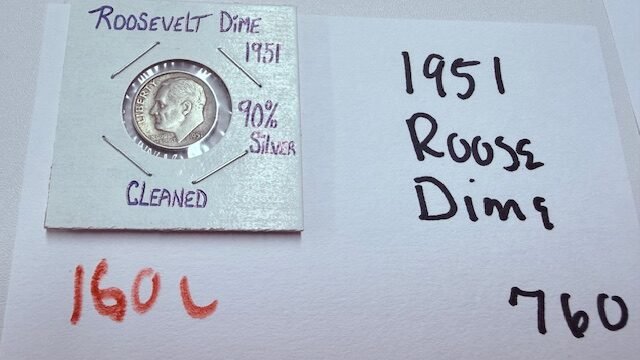 ROOSEVELT DIME
1951
90%
SILVER
CLEANED
LIBERTY
1951
ROOSE
DIME
160L
760